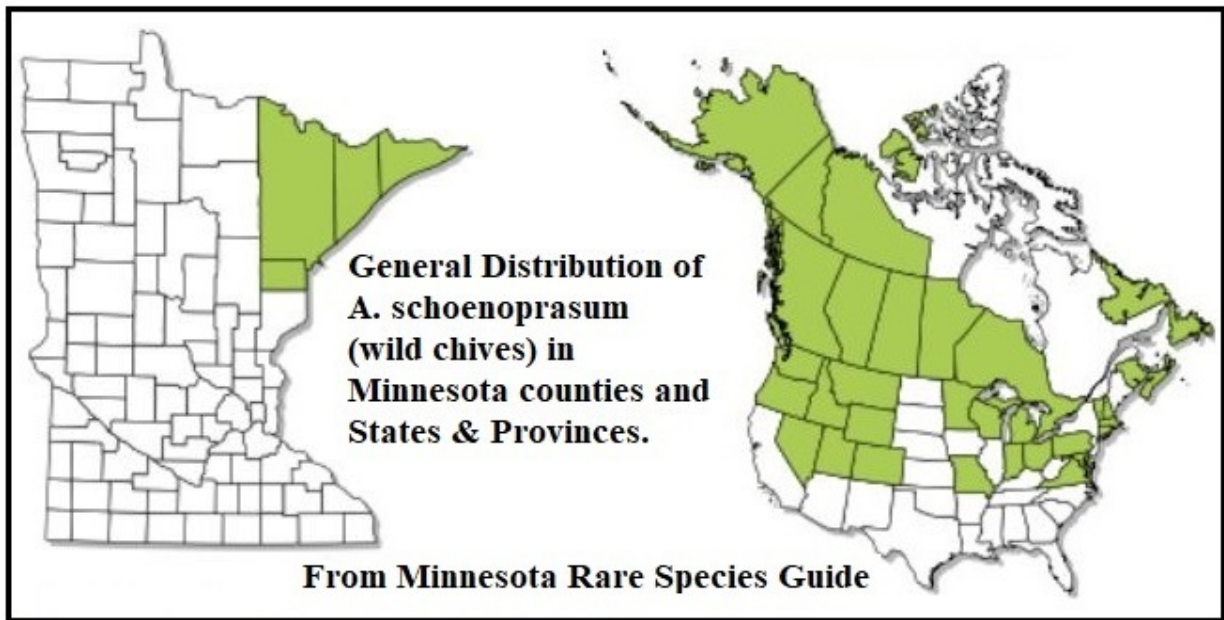 General Distribution of
A. schoenoprasum
(wild chives) in
Minnesota counties and
States & Provinces.
From Minnesota Rare Species Guide